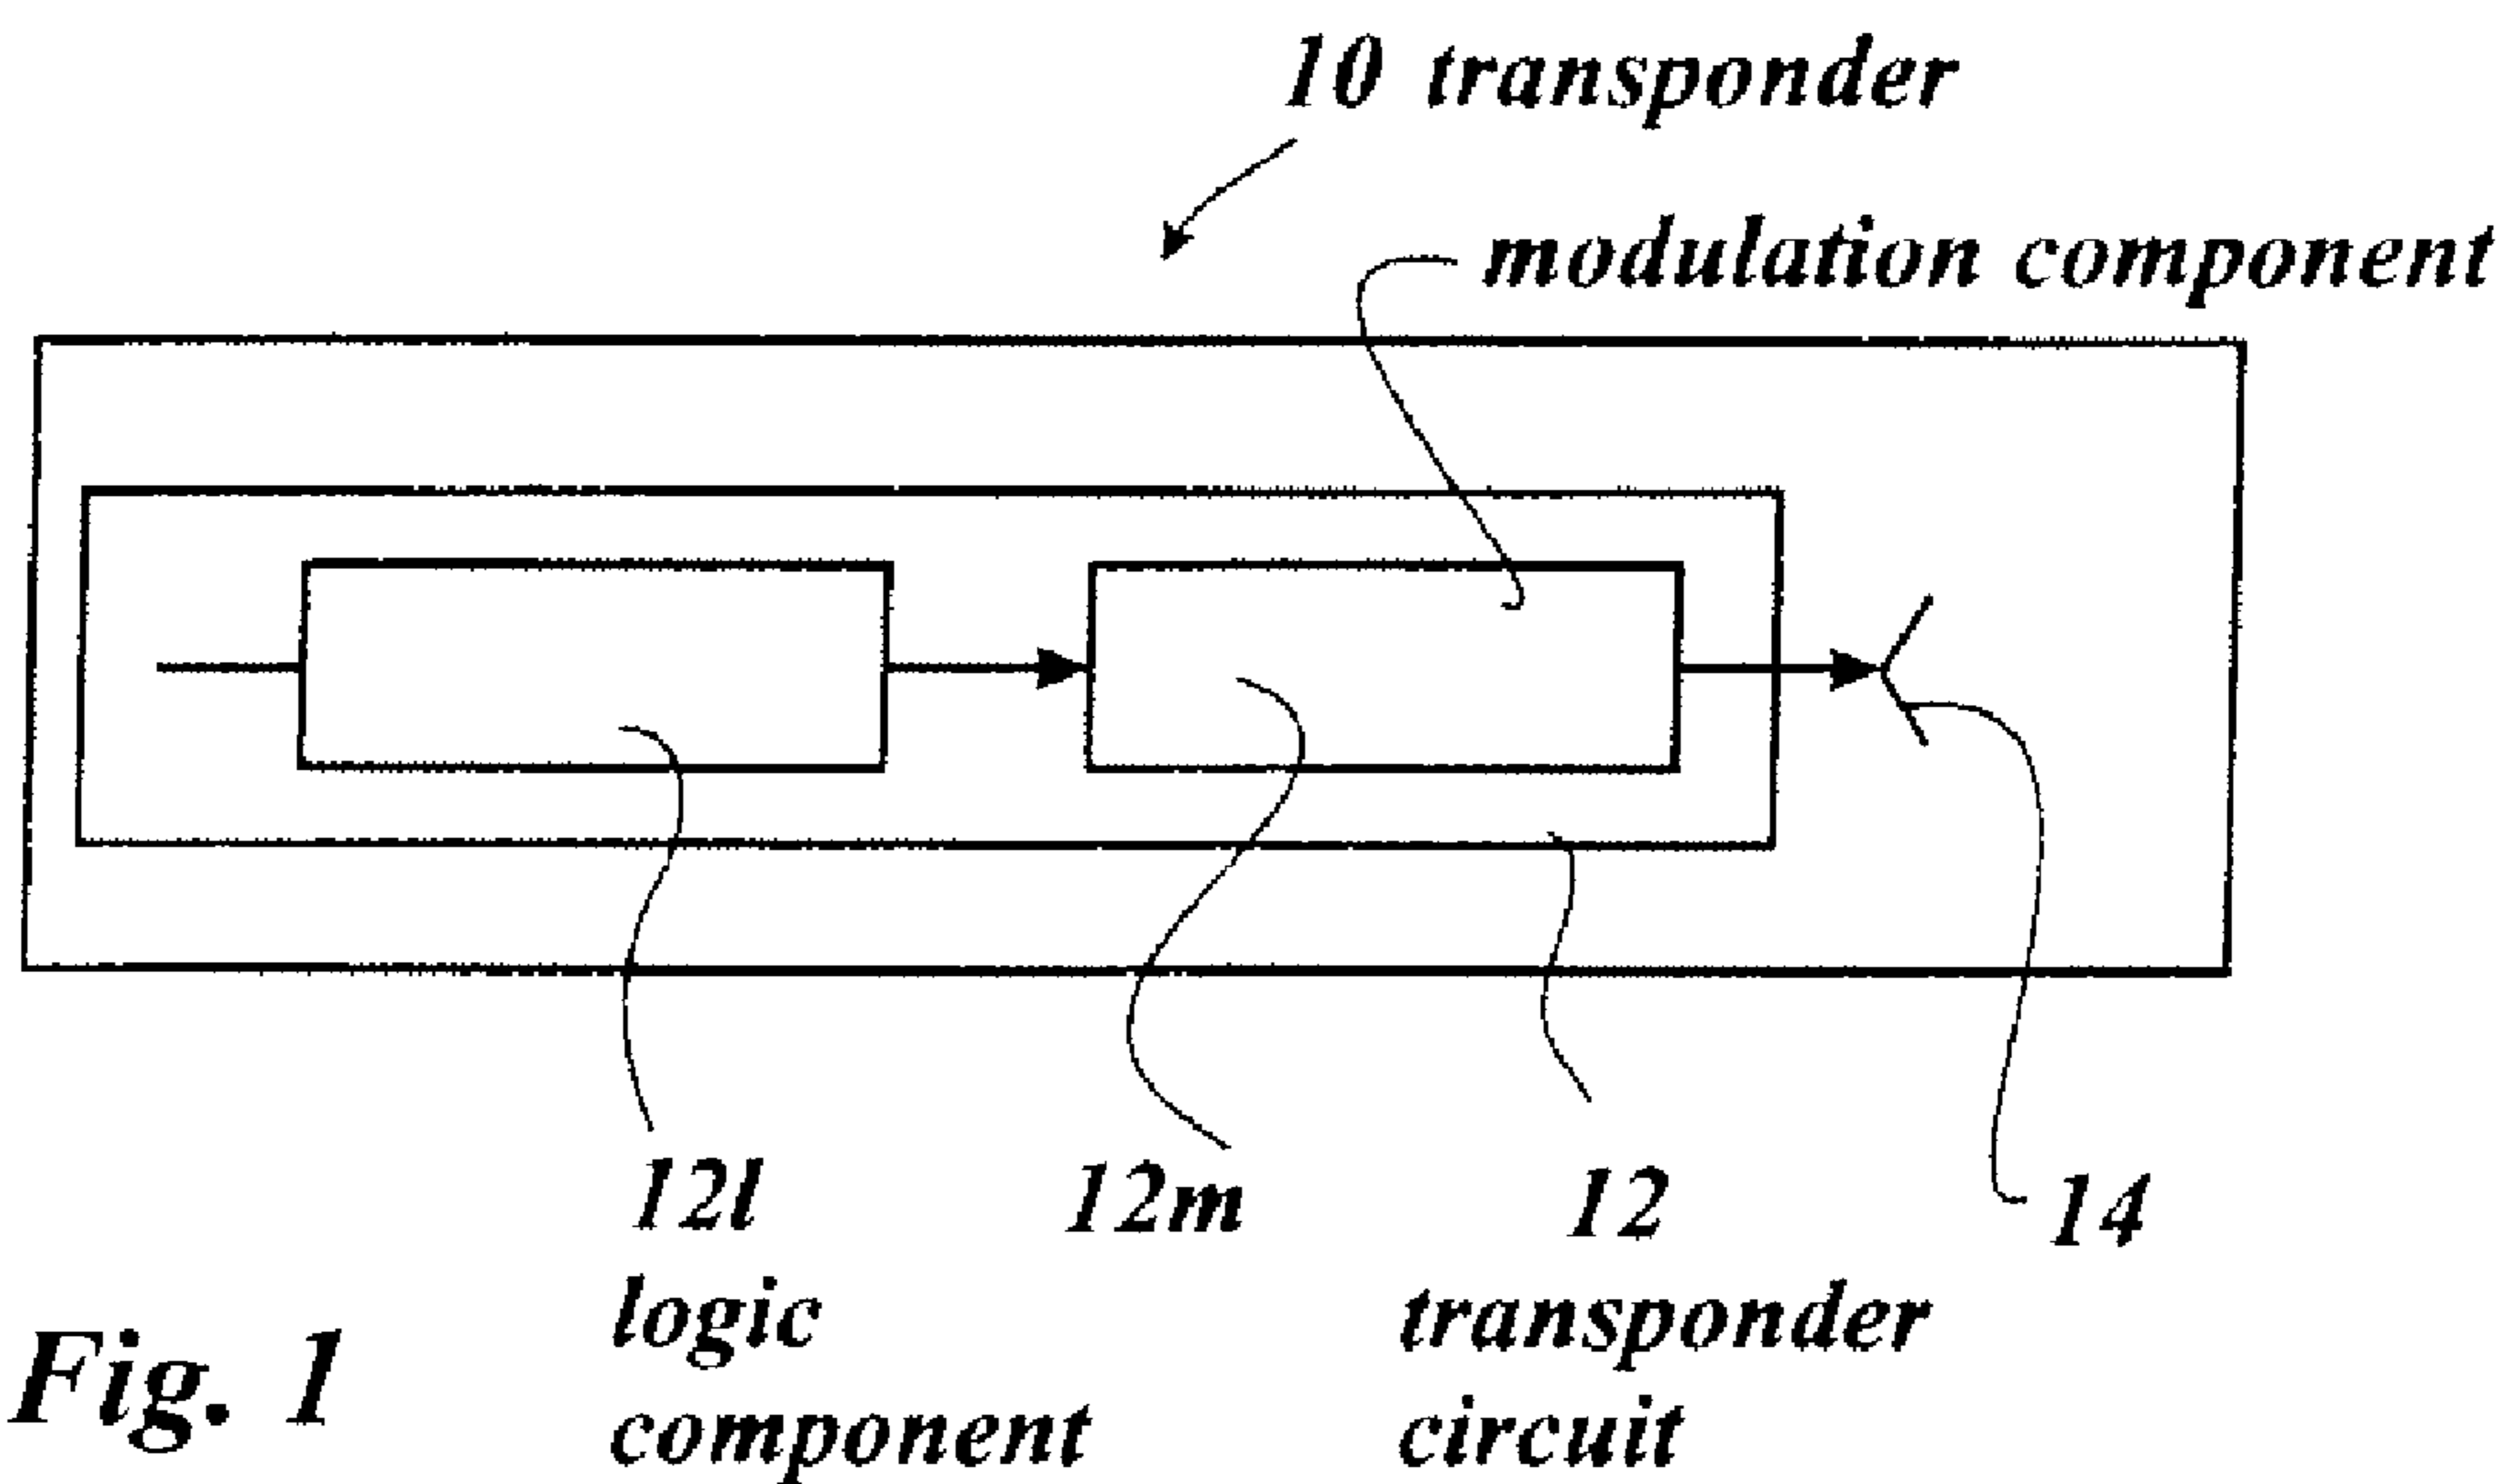 10 transponder
modulation component
12l
12m
12
14
logic
component
transponder
circuit
Fig. 1